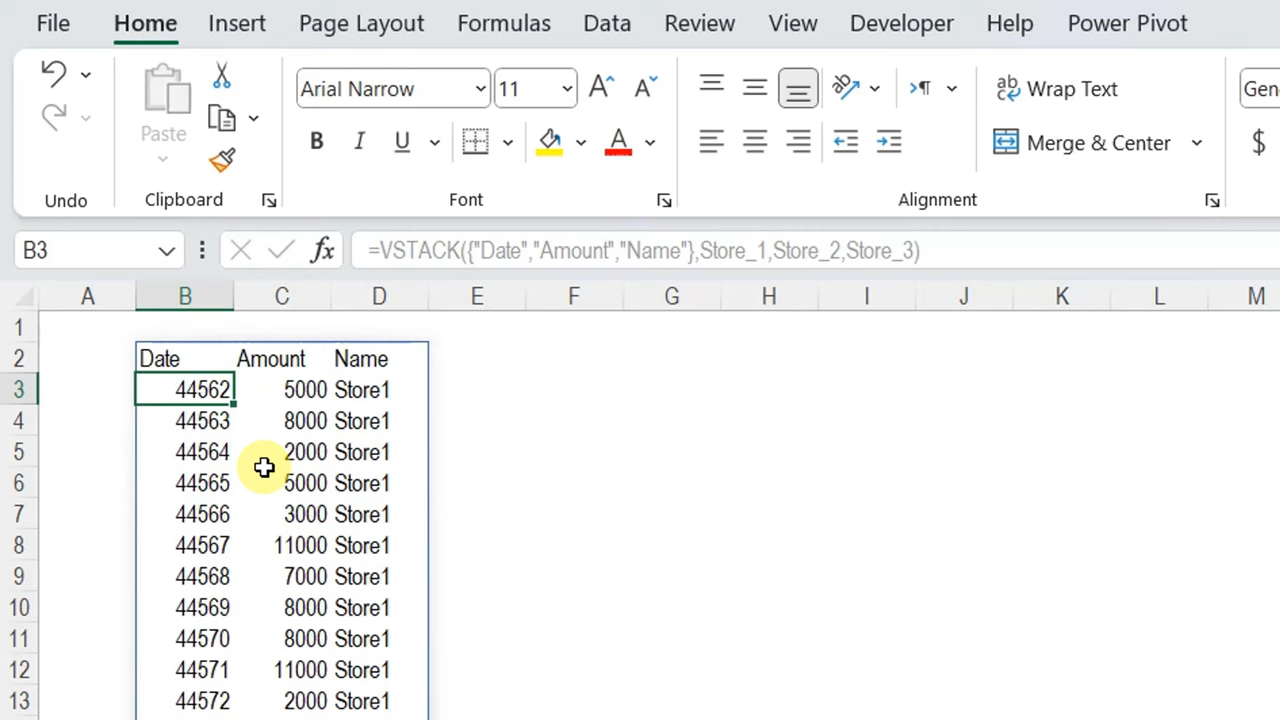 File Home Insert Page Layout Formulas Data Review View Developer Help Power Pivot
Arial Narrow 11 A A ab Wrap Text Gen
Paste B I U A Merge & Center $
Undo Clipboard Font Alignment
B3 fx =VSTACK({"Date","Amount","Name"},Store_1,Store_2,Store_3)
A B C D E F G H I J K L M
1
2 Date Amount Name
3 44562 5000 Store1
4 44563 8000 Store1
5 44564 2000 Store1
6 44565 5000 Store1
7 44566 3000 Store1
8 44567 11000 Store1
9 44568 7000 Store1
10 44569 8000 Store1
11 44570 8000 Store1
12 44571 11000 Store1
13 44572 2000 Store1